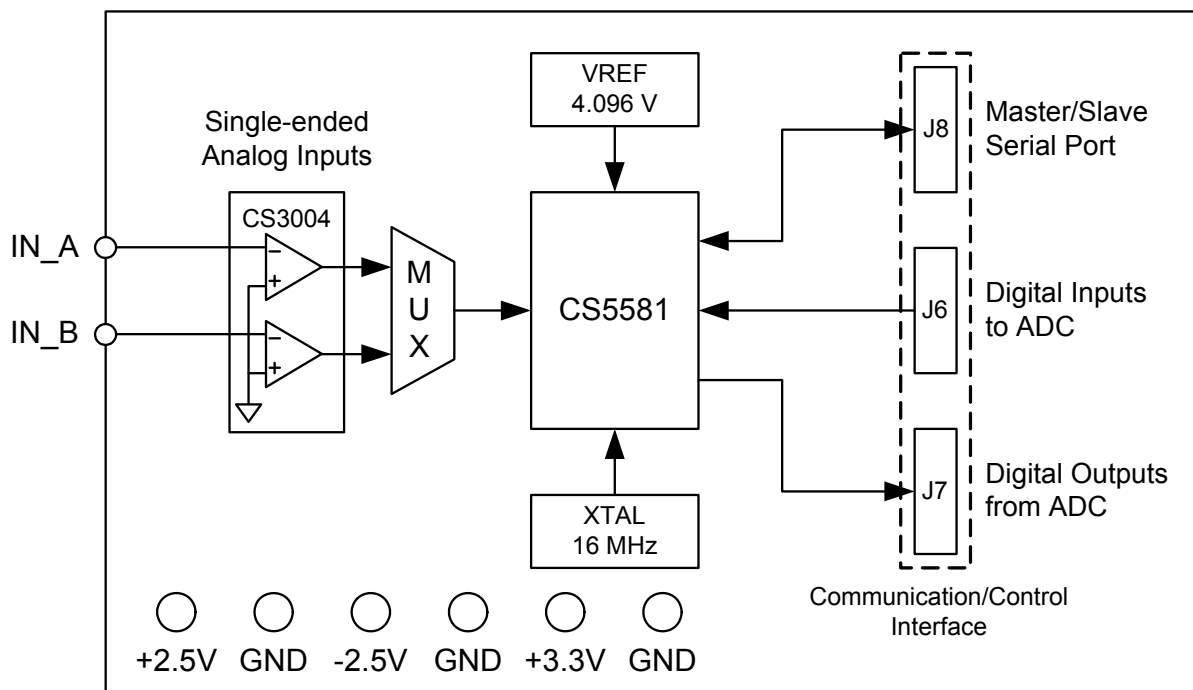 VREF
4.096 V
Single-ended
Analog Inputs
CS3004
IN_A
−
+
IN_B
−
+
M
U
X
CS5581
XTAL
16 MHz
J8
Master/Slave
Serial Port
J6
Digital Inputs
to ADC
J7
Digital Outputs
from ADC
Communication/Control
Interface
+2.5V GND -2.5V GND +3.3V GND